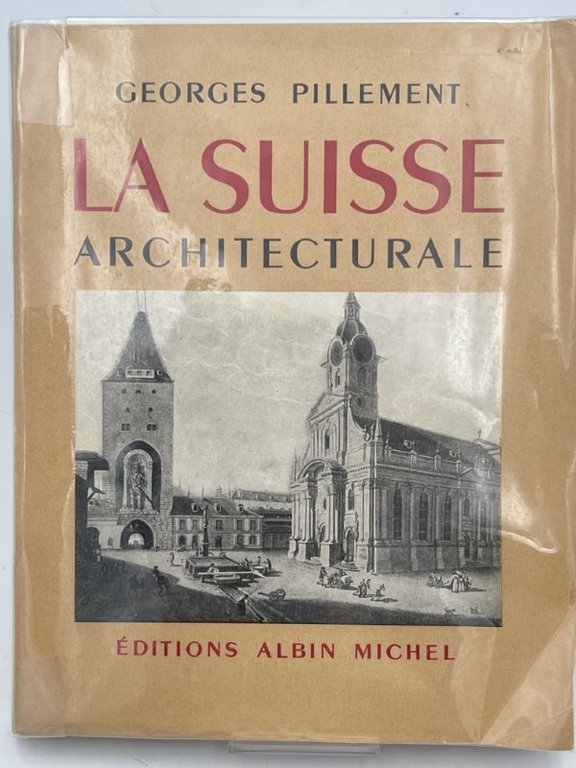 GEORGES PILLEMENT
LA SUISSE
ARCHITECTURALE
ÉDITIONS ALBIN MICHEL